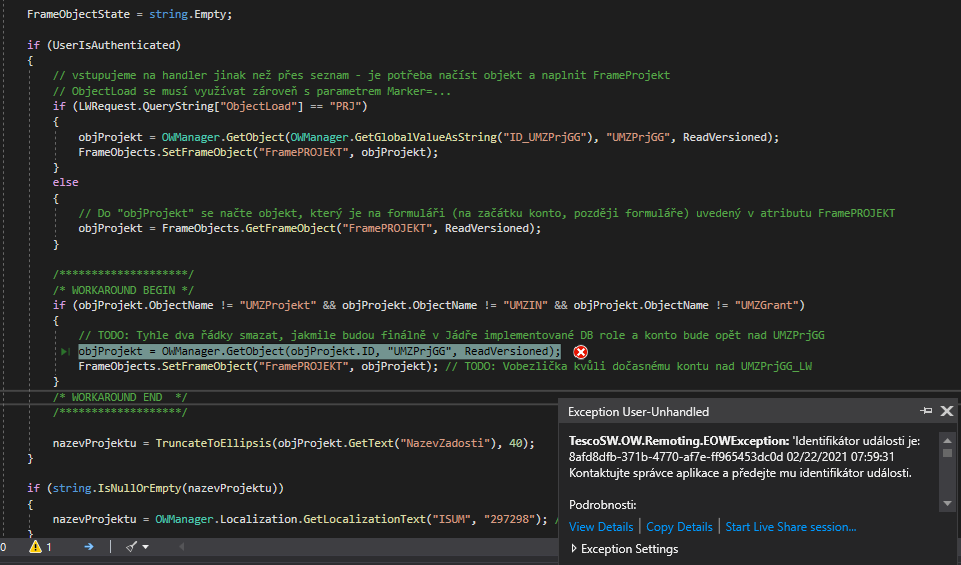 FrameObjectState = string.Empty;
if (UserIsAuthenticated)
{
// vstupujeme na handler jinak než přes seznam - je potřeba načíst objekt a naplnit FrameProjekt
// ObjectLoad se musí využívat zároveň s parametrem Marker=...
if (LWRequest.QueryString["ObjectLoad"] == "PRJ")
{
objProjekt = OWManager.GetObject(OWManager.GetGlobalValueAsString("ID_UMZPrjGG"), "UMZPrjGG", ReadVersioned);
FrameObjects.SetFrameObject("FramePROJEKT", objProjekt);
}
else
{
// Do "objProjekt" se načte objekt, který je na formuláři (na začátku konto, později formuláře) uvedený v atributu FramePROJEKT
objProjekt = FrameObjects.GetFrameObject("FramePROJEKT", ReadVersioned);
}
/********************/
/* WORKAROUND BEGIN */
if (objProjekt.ObjectName != "UMZProjekt" && objProjekt.ObjectName != "UMZIN" && objProjekt.ObjectName != "UMZGrant")
{
// TODO: Tyhle dva řádky smazat, jakmile budou finálně v Jádře implementované DB role a konto bude opět nad UMZPrjGG
objProjekt = OWManager.GetObject(objProjekt.ID, "UMZPrjGG", ReadVersioned);
FrameObjects.SetFrameObject("FramePROJEKT", objProjekt); // TODO: Vobezlička kvůli dočasnému kontu nad UMZPrjGG_LW
}
/* WORKAROUND END */
/********************/
nazevProjektu = TruncateToEllipsis(objProjekt.GetText("NazevZadosti"), 40);
}
if (string.IsNullOrEmpty(nazevProjektu))
{
nazevProjektu = OWManager.Localization.GetLocalizationText("ISUM", "297298"); /
}
0 1
Exception User-Unhandled
TescoSW.OW.Remoting.EOWException: 'Identifikátor události je:
8afd8dfb-371b-4770-af7e-ff965453dc0d 02/22/2021 07:59:31
Kontaktujte správce aplikace a předejte mu identifikátor události.
Podrobnosti:
View Details | Copy Details | Start Live Share session...
Exception Settings